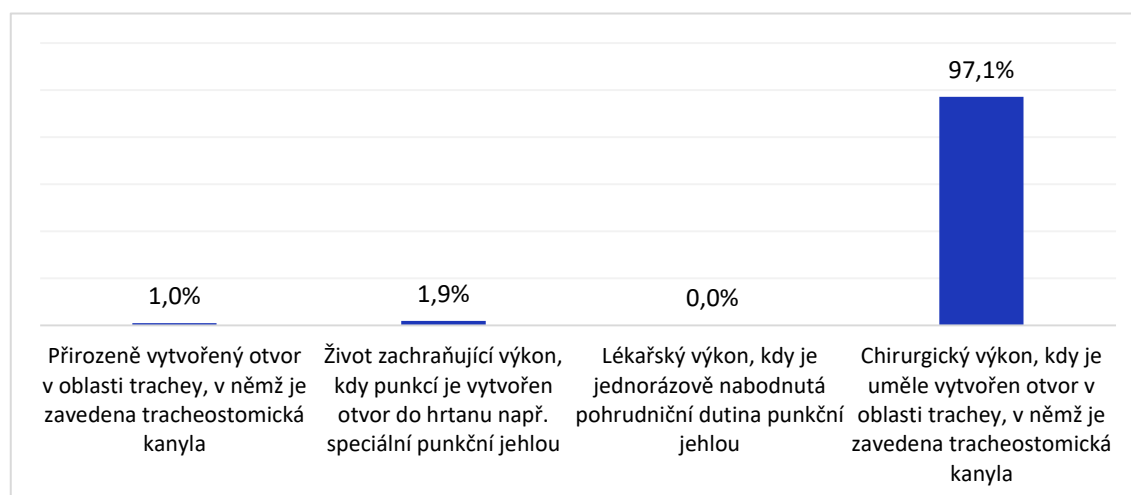 97,1%
1,0%
1,9%
0,0%
Přirozeně vytvořený otvor
v oblasti trachey, v němž je
zavedena tracheostomická
kanyla
Život zachraňující výkon,
kdy punkcí je vytvořen
otvor do hrtanu např.
speciální punkční jehlou
Lékařský výkon, kdy je
jednorázově nabodnutá
pohrudniční dutina punkční
jehlou
Chirurgický výkon, kdy je
uměle vytvořen otvor v
oblasti trachey, v němž je
zavedena tracheostomická
kanyla